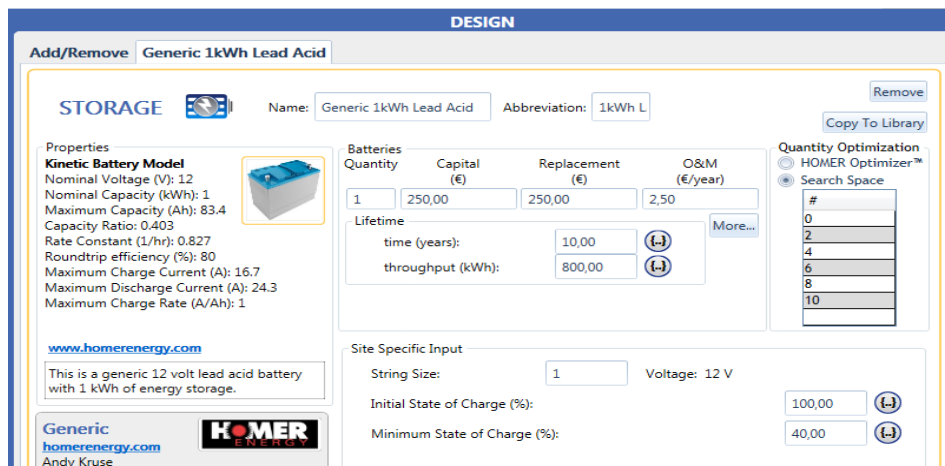 DESIGN
Add/Remove Generic 1kWh Lead Acid
STORAGE
Name: Generic 1kWh Lead Acid Abbreviation: 1kWh L
Remove
Copy To Library
Properties
Kinetic Battery Model
Nominal Voltage (V): 12
Nominal Capacity (kWh): 1
Maximum Capacity (Ah): 83.4
Capacity Ratio: 0.403
Rate Constant (1/hr): 0.827
Roundtrip efficiency (%): 80
Maximum Charge Current (A): 16.7
Maximum Discharge Current (A): 24.3
Maximum Charge Rate (A/Ah): 1
www.homerenergy.com
This is a generic 12 volt lead acid battery
with 1 kWh of energy storage.
Generic
homerenergy.com
Andy Kruse
HOMER
ENERGY
Batteries
Quantity Capital Replacement O&M
(€) (€) (€/year)
1 250,00 250,00 2,50
Lifetime
More...
time (years): 10,00 {..}
throughput (kWh): 800,00 {..}
Quantity Optimization
HOMER Optimizer™
Search Space
#
0
2
4
6
8
10
Site Specific Input
String Size: 1 Voltage: 12 V
Initial State of Charge (%): 100,00 {..}
Minimum State of Charge (%): 40,00 {..}